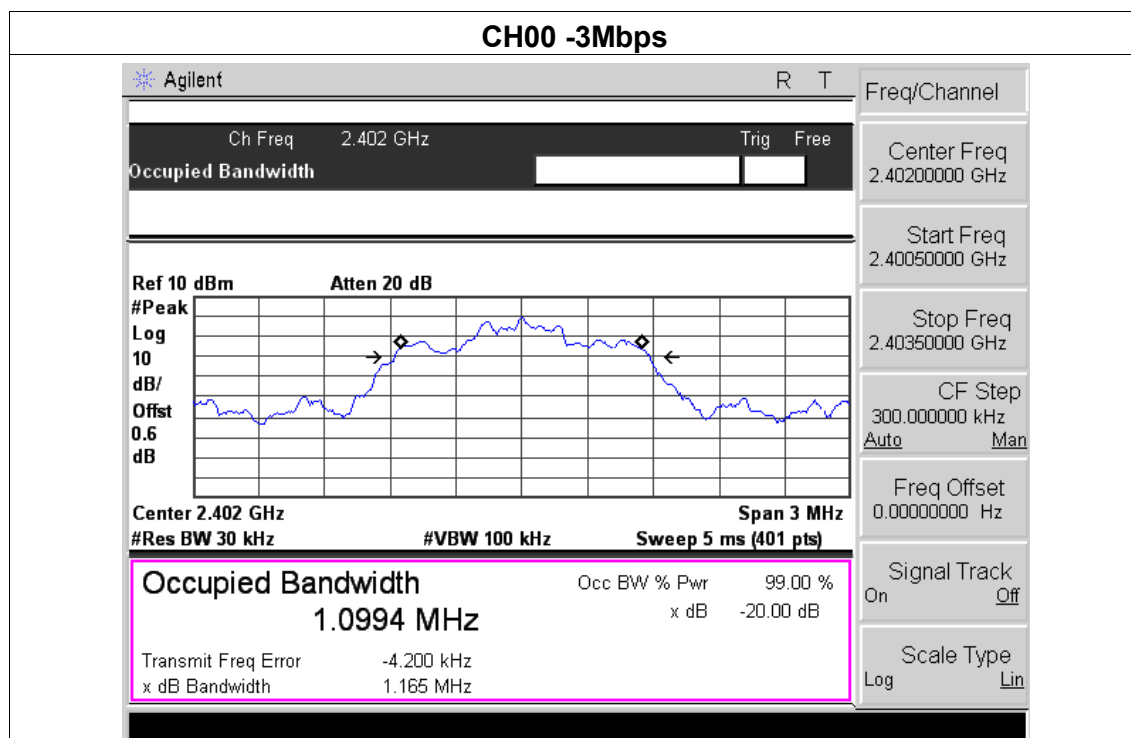 CH00 -3Mbps
Agilent R T
Ch Freq 2.402 GHz Trig Free
Occupied Bandwidth
Ref 10 dBm Atten 20 dB
#Peak
Log
10
dB/
Offst
0.6
dB
Center 2.402 GHz Span 3 MHz
#Res BW 30 kHz #VBW 100 kHz Sweep 5 ms (401 pts)
Occupied Bandwidth Occ BW % Pwr 99.00 %
1.0994 MHz x dB -20.00 dB
Transmit Freq Error -4.200 kHz
x dB Bandwidth 1.165 MHz
Freq/Channel
Center Freq
2.40200000 GHz
Start Freq
2.40050000 GHz
Stop Freq
2.40350000 GHz
CF Step
300.000000 kHz
Auto Man
Freq Offset
0.00000000 Hz
Signal Track
On Off
Scale Type
Log Lin